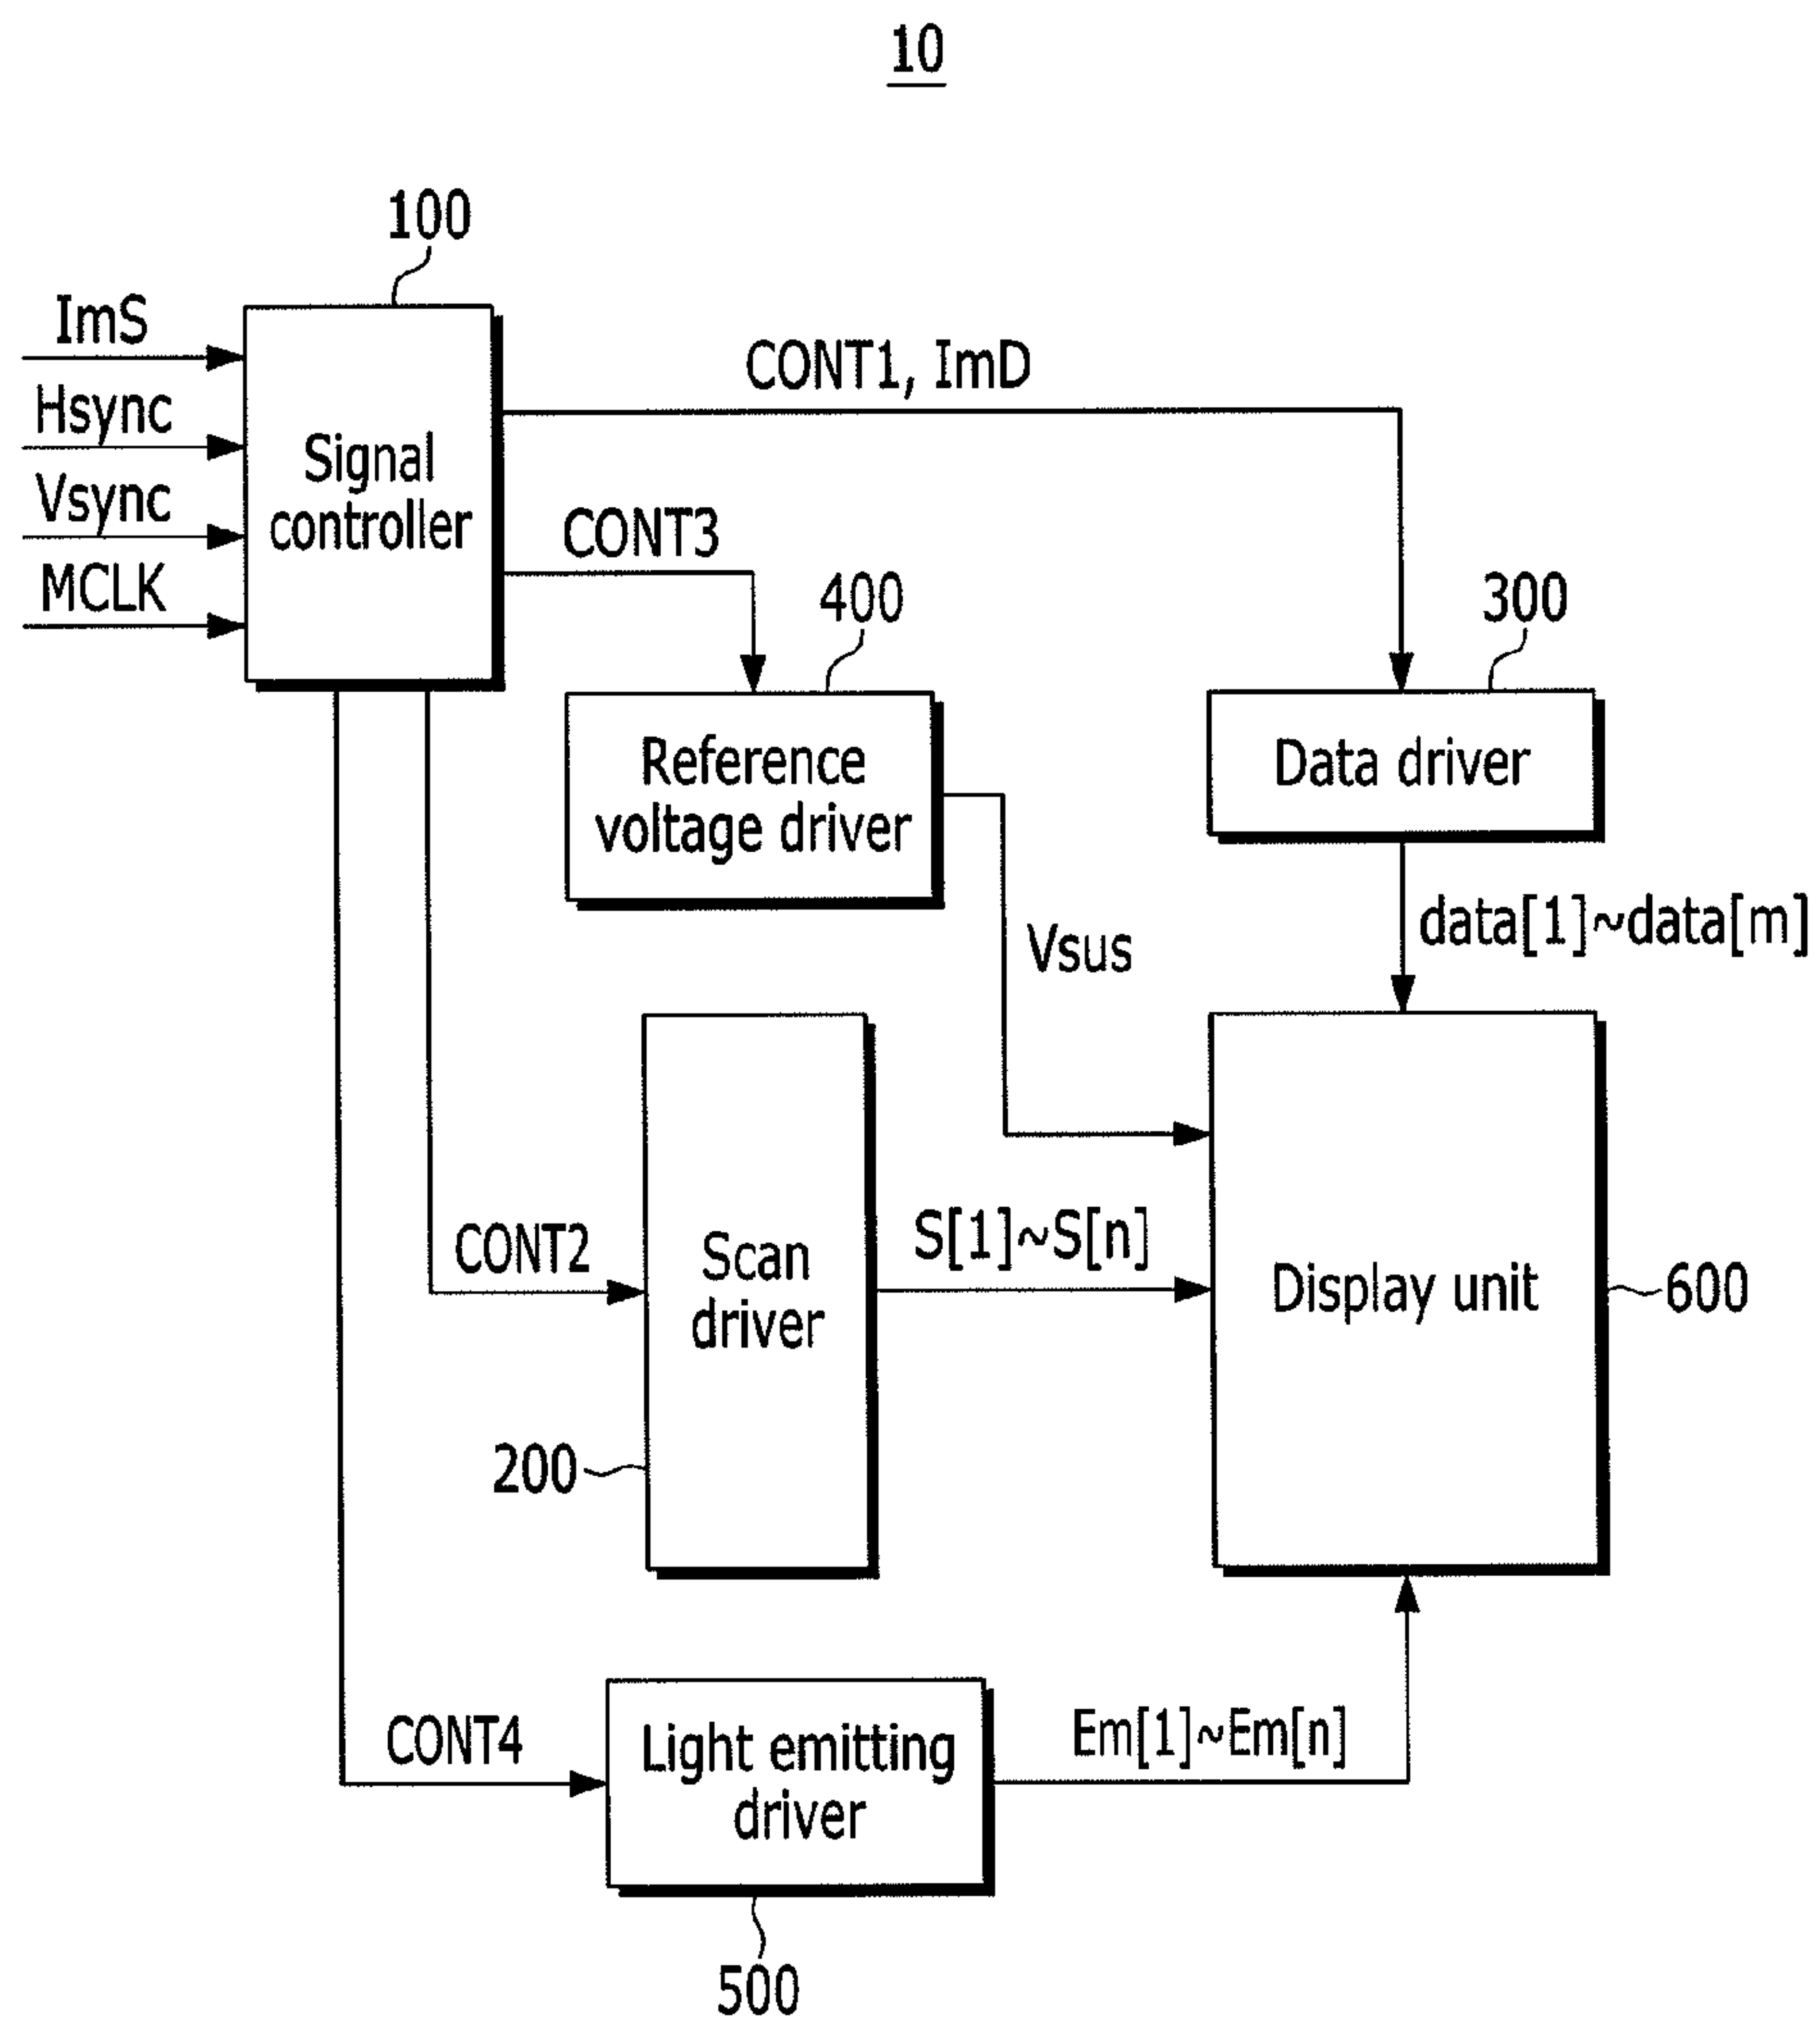 10
100
ImS
Hsync
Vsync
MCLK
Signal
controller
CONT1, ImD
CONT3
400
300
Reference
voltage driver
Data driver
Vsus
data[1]~data[m]
CONT2
Scan
driver
S[1]~S[n]
Display unit
600
200
CONT4
Light emitting
driver
Em[1]~Em[n]
500